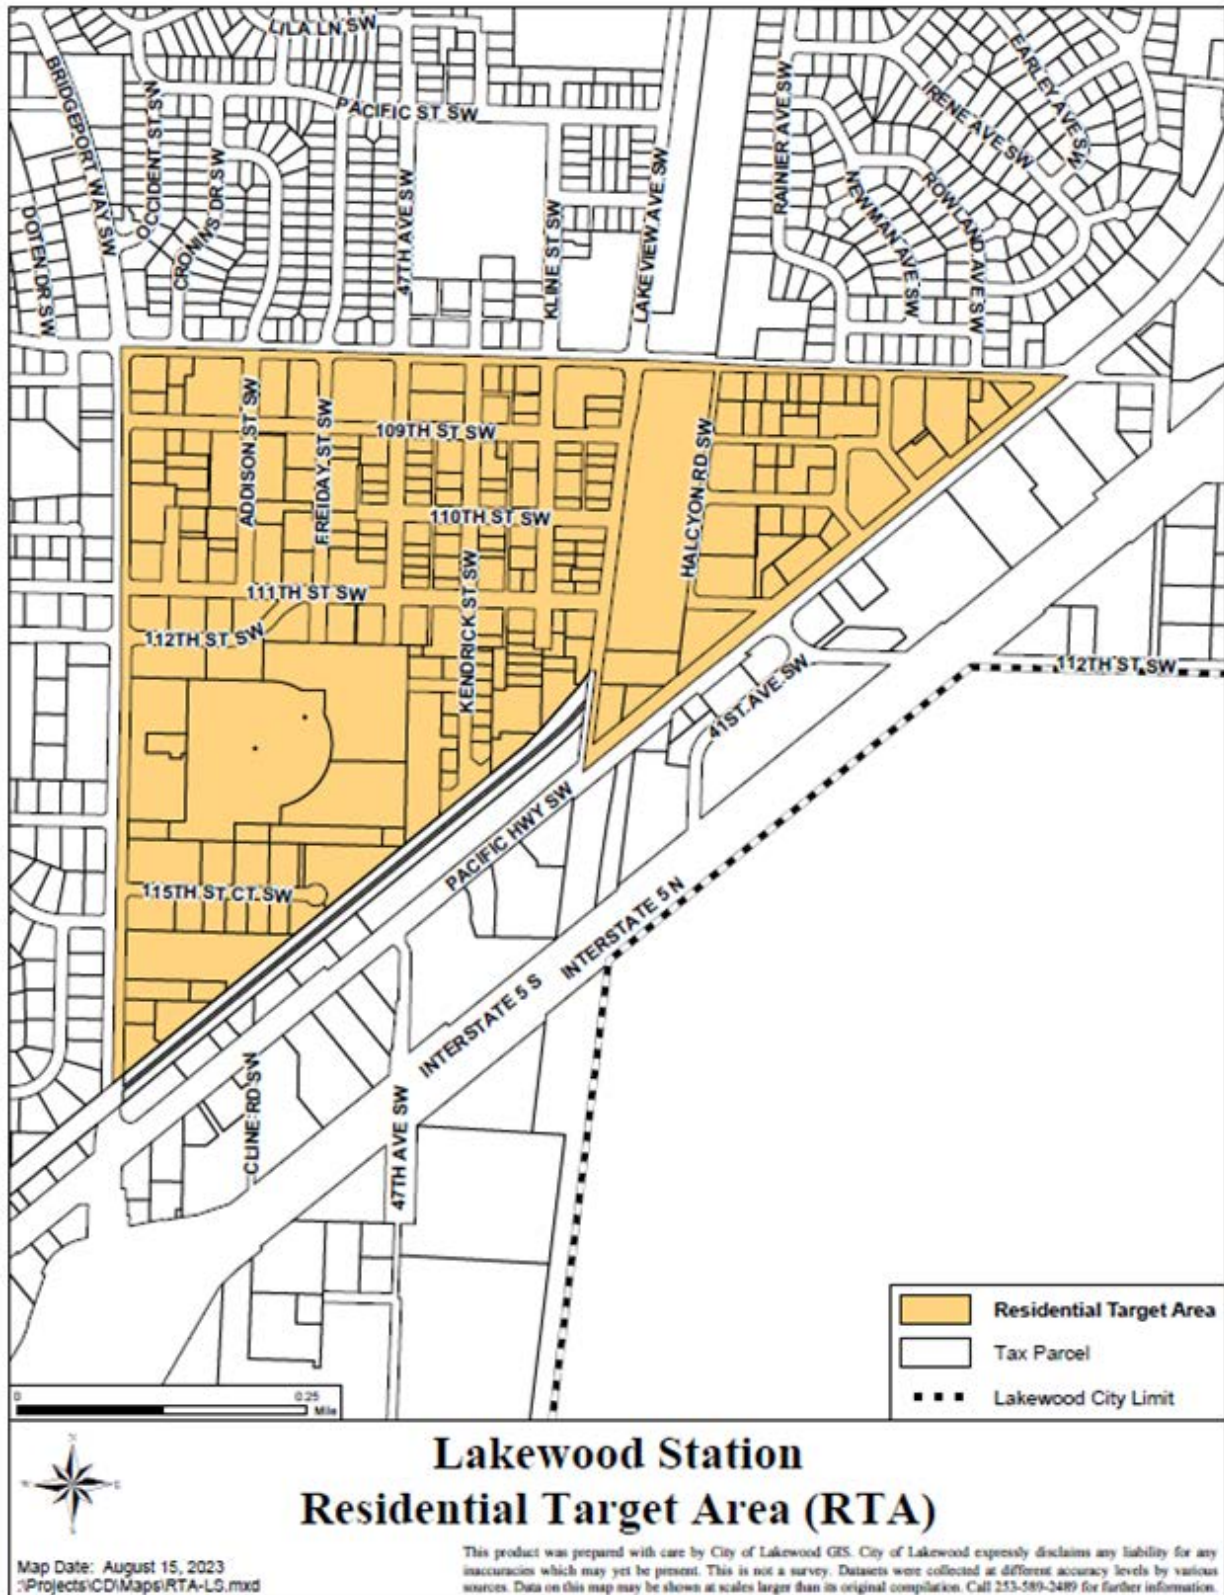 LILA LN SW
EARLEY AVE SW
BRIDGEPORT WAY SW
OCCIDENT ST SW
PACIFIC ST SW
RAINIER AVE SW
IRENE AVE SW
CRONINS DR SW
47TH AVE SW
KLINE ST SW
LAKEVIEW AVE SW
NEWMAN AVE SW
ROWLAND AVE SW
DOTEN DR SW
ADDISON ST SW
FREIDAY ST SW
109TH ST SW
HALCYON RD SW
110TH ST SW
111TH ST SW
KENDRICK ST SW
112TH ST SW
112TH ST SW
41ST AVE SW
PACIFIC HWY SW
115TH ST CT SW
INTERSTATE 5 N
INTERSTATE 5 S
CLINE RD SW
47TH AVE SW
Residential Target Area
Tax Parcel
Lakewood City Limit
0 0.25
Mile
Lakewood Station
Residential Target Area (RTA)
N
W E
S
Map Date: August 15, 2023
:\Projects\CD\Maps\RTA-LS.mxd
This product was prepared with care by City of Lakewood GIS. City of Lakewood expressly disclaims any liability for any
inaccuracies which may yet be present. This is not a survey. Datasets were collected at different accuracy levels by various
sources. Data on this map may be shown at scales larger than its original compilation. Call 253-589-2489 for further information